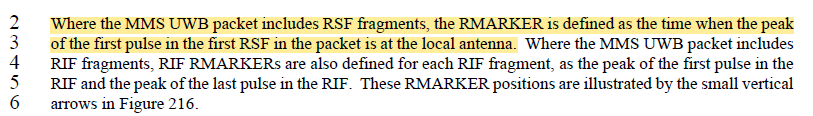 2 Where the MMS UWB packet includes RSF fragments, the RMARKER is defined as the time when the peak
3 of the first pulse in the first RSF in the packet is at the local antenna. Where the MMS UWB packet includes
4 RIF fragments, RIF RMARKERs are also defined for each RIF fragment, as the peak of the first pulse in the
5 RIF and the peak of the last pulse in the RIF. These RMARKER positions are illustrated by the small vertical
6 arrows in Figure 216.